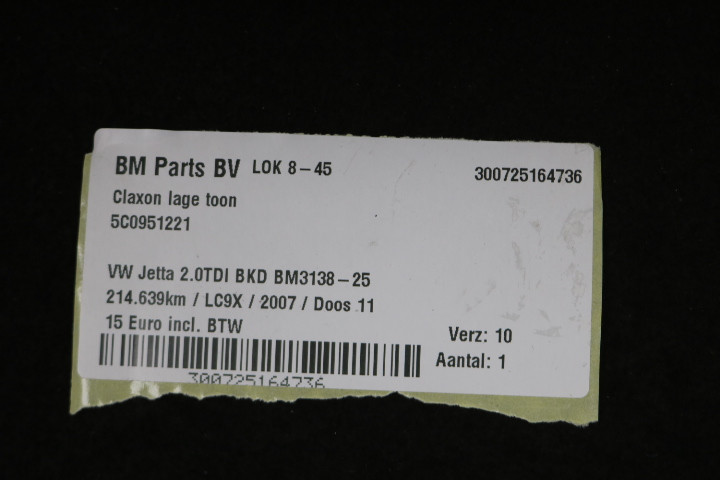 BM Parts BV LOK 8-45 300725164736
Claxon lage toon
5C0951221
VW Jetta 2.0TDI BKD BM3138-25
214.639km / LC9X / 2007 / Doos 11
15 Euro incl. BTW
Verz: 10
Aantal: 1
300725164736